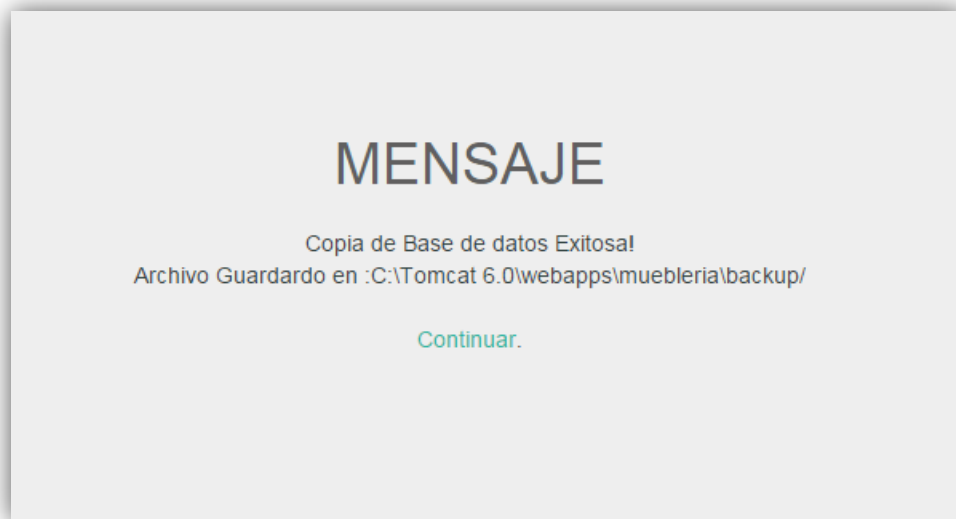 MENSAJE
Copia de Base de datos Exitosa!
Archivo Guardardo en :C:\Tomcat 6.0\webapps\muebleria\backup/
Continuar.